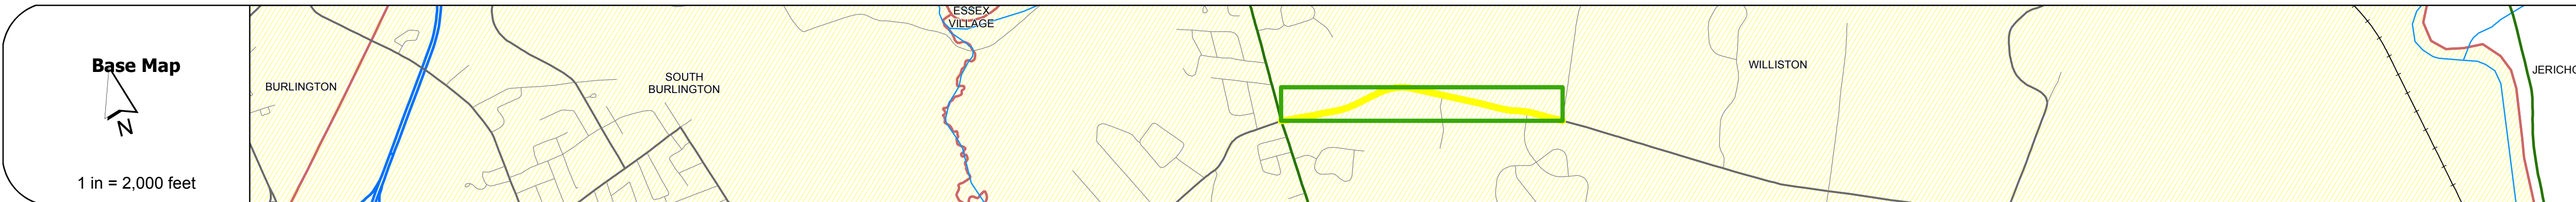 Base Map
N
1 in = 2,000 feet
BURLINGTON
SOUTH
BURLINGTON
ESSEX
VILLAGE
WILLISTON
JERICHO